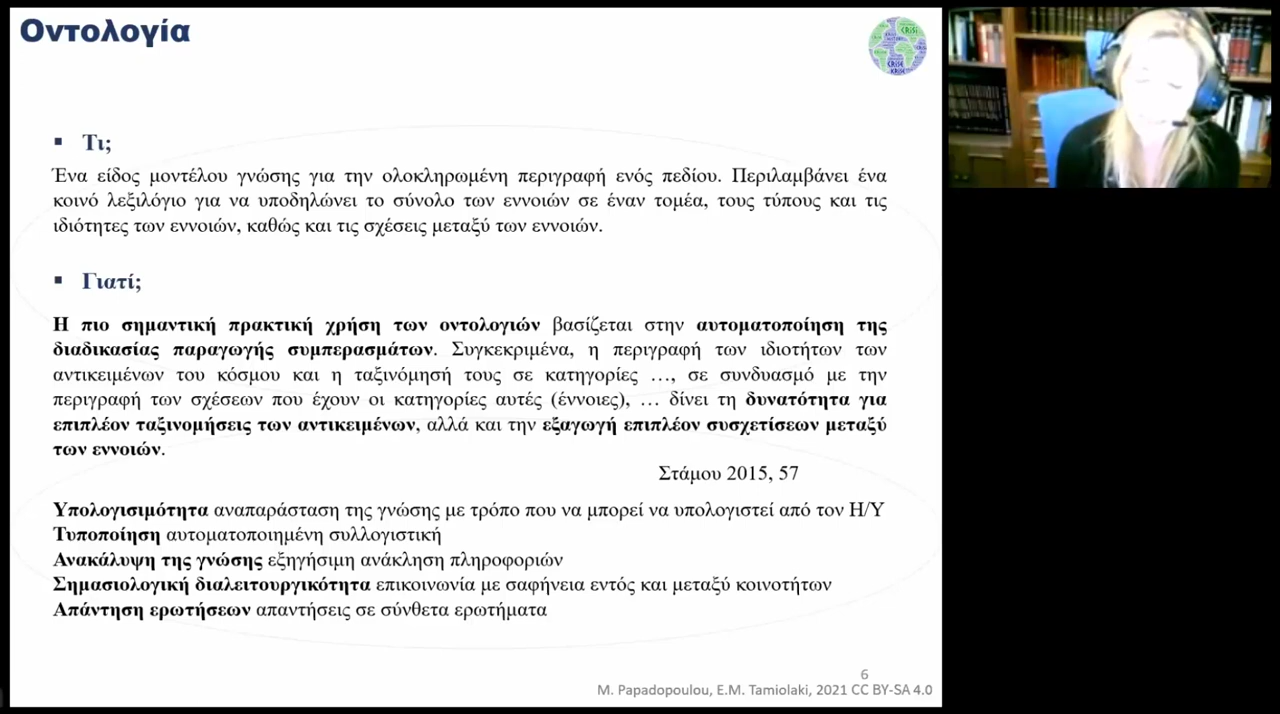 Οντολογία
CRISE
CRISE
KRISE
▪ Τι;
Ένα είδος μοντέλου γνώσης για την ολοκληρωμένη περιγραφή ενός πεδίου. Περιλαμβάνει ένα
κοινό λεξιλόγιο για να υποδηλώνει το σύνολο των εννοιών σε έναν τομέα, τους τύπους και τις
ιδιότητες των εννοιών, καθώς και τις σχέσεις μεταξύ των εννοιών.
▪ Γιατί;
Η πιο σημαντική πρακτική χρήση των οντολογιών βασίζεται στην αυτοματοποίηση της
διαδικασίας παραγωγής συμπερασμάτων. Συγκεκριμένα, η περιγραφή των ιδιοτήτων των
αντικειμένων του κόσμου και η ταξινόμησή τους σε κατηγορίες …, σε συνδυασμό με την
περιγραφή των σχέσεων που έχουν οι κατηγορίες αυτές (έννοιες), … δίνει τη δυνατότητα για
επιπλέον ταξινομήσεις των αντικειμένων, αλλά και την εξαγωγή επιπλέον συσχετίσεων μεταξύ
των εννοιών.
Στάμου 2015, 57
Υπολογισιμότητα αναπαράσταση της γνώσης με τρόπο που να μπορεί να υπολογιστεί από τον Η/Υ
Τυποποίηση αυτοματοποιημένη συλλογιστική
Ανακάλυψη της γνώσης εξηγήσιμη ανάκληση πληροφοριών
Σημασιολογική διαλειτουργικότητα επικοινωνία με σαφήνεια εντός και μεταξύ κοινοτήτων
Απάντηση ερωτήσεων απαντήσεις σε σύνθετα ερωτήματα
6
M. Papadopoulou, E.M. Tamiolaki, 2021 CC BY-SA 4.0